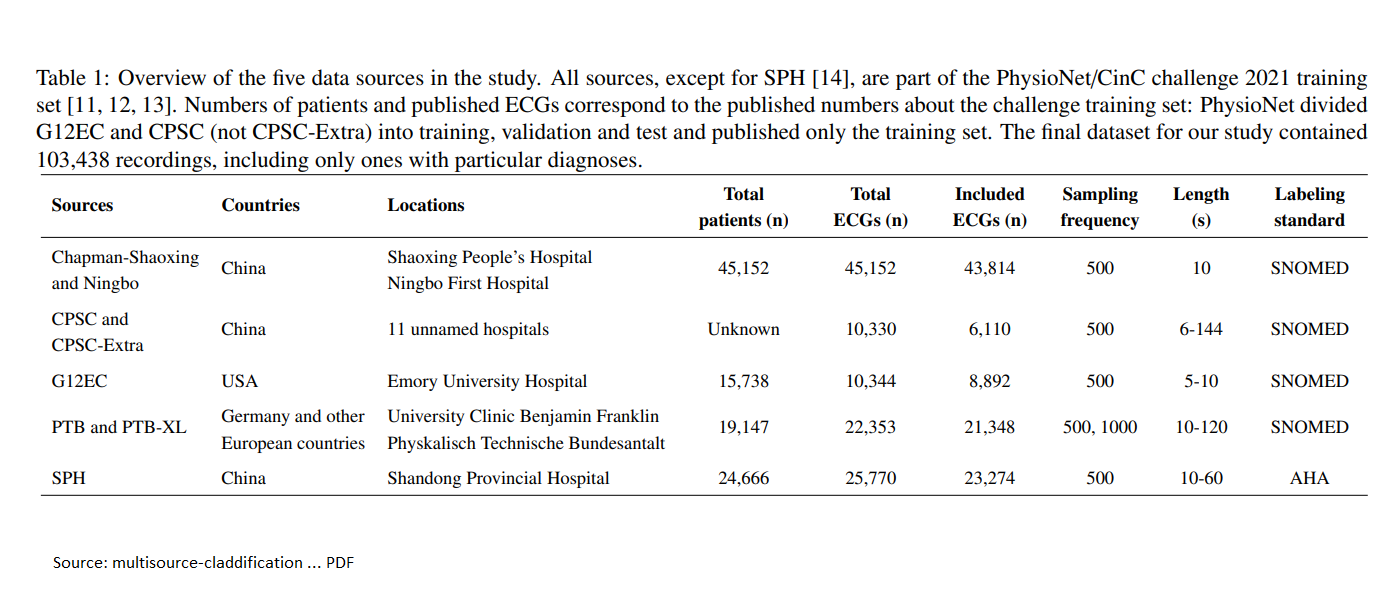 Table 1: Overview of the five data sources in the study. All sources, except for SPH [14], are part of the PhysioNet/CinC challenge 2021 training
set [11, 12, 13]. Numbers of patients and published ECGs correspond to the published numbers about the challenge training set: PhysioNet divided
G12EC and CPSC (not CPSC-Extra) into training, validation and test and published only the training set. The final dataset for our study contained
103,438 recordings, including only ones with particular diagnoses.
Sources Countries Locations Total patients (n) Total ECGs (n) Included ECGs (n) Sampling frequency Length (s) Labeling standard
Chapman-Shaoxing and Ningbo China Shaoxing People's Hospital Ningbo First Hospital 45,152 45,152 43,814 500 10 SNOMED
CPSC and CPSC-Extra China 11 unnamed hospitals Unknown 10,330 6,110 500 6-144 SNOMED
G12EC USA Emory University Hospital 15,738 10,344 8,892 500 5-10 SNOMED
PTB and PTB-XL Germany and other European countries University Clinic Benjamin Franklin Physkalisch Technische Bundesantalt 19,147 22,353 21,348 500, 1000 10-120 SNOMED
SPH China Shandong Provincial Hospital 24,666 25,770 23,274 500 10-60 AHA
Source: multisource-claddification ... PDF